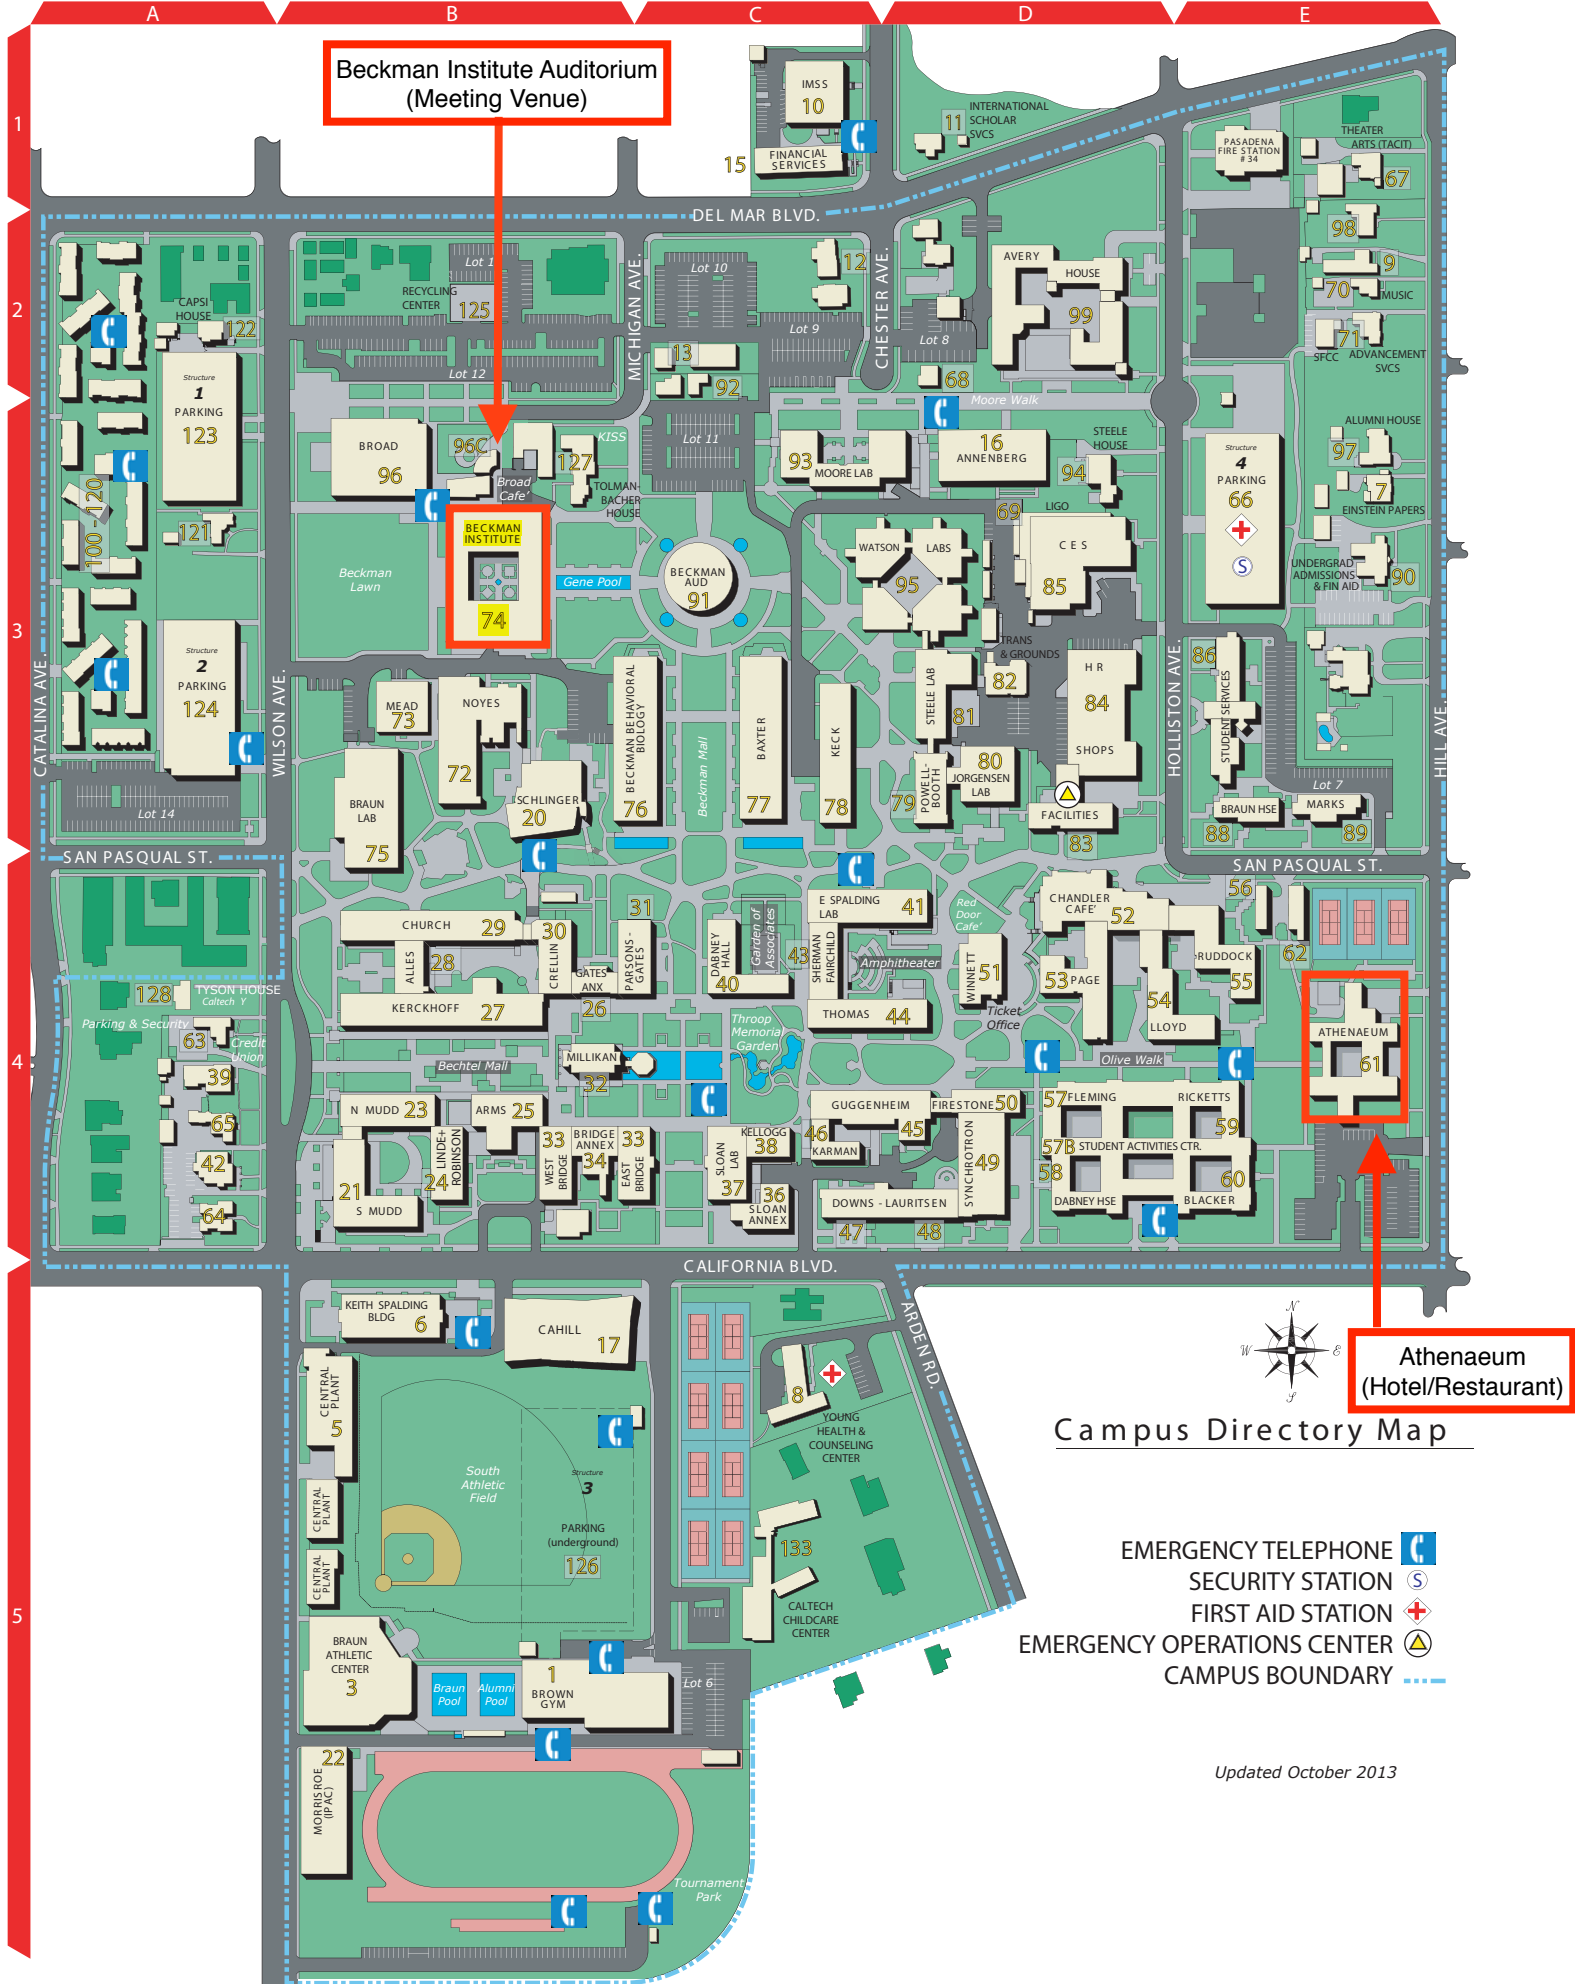 A
B
C
D
E
1
2
3
4
5
Beckman Institute Auditorium
(Meeting Venue)
IMSS
10
15
FINANCIAL
SERVICES
11
INTERNATIONAL
SCHOLAR
SVCS
PASADENA
FIRE STATION
# 34
THEATER
ARTS (TACIT)
67
98
9
70
MUSIC
71
SFCC
ADVANCEMENT
SVCS
DEL MAR BLVD.
CATALINA AVE.
WILSON AVE.
MICHIGAN AVE.
CHESTER AVE.
HOLLISTON AVE.
HILL AVE.
CAPSI
HOUSE
122
Structure
1
PARKING
123
RECYCLING
CENTER
125
Lot 1
Lot 12
Lot 10
12
Lot 9
13
92
Lot 11
Lot 8
68
AVERY
HOUSE
99
Moore Walk
100 - 120
121
Structure
2
PARKING
124
Lot 14
BROAD
96
96C
Broad
Cafe'
KISS
127
TOLMAN-
BACHER
HOUSE
BECKMAN
INSTITUTE
74
Beckman
Lawn
Gene Pool
BECKMAN
AUD
91
93
MOORE LAB
16
ANNENBERG
STEELE
HOUSE
94
69
LIGO
WATSON
LABS
95
C E S
85
TRANS
& GROUNDS
82
81
STEELE LAB
H R
84
SHOPS
80
JORGENSEN
LAB
79
POWELL-
BOOTH
FACILITIES
83
Structure
4
PARKING
66
S
ALUMNI HOUSE
97
7
EINSTEIN PAPERS
UNDERGRAD
ADMISSIONS
& FIN AID
90
86
STUDENT SERVICES
Lot 7
BRAUN HSE
88
MARKS
89
MEAD
73
NOYES
72
BRAUN
LAB
75
SCHLINGER
20
BECKMAN BEHAVIORAL
BIOLOGY
76
Beckman Mall
BAXTER
77
KECK
78
SAN PASQUAL ST.
SAN PASQUAL ST.
CHURCH
29
ALLES
28
KERCKHOFF
27
30
CRELLIN
GATES
ANX
26
31
PARSONS-
GATES
DABNEY
HALL
40
Garden of
Associates
43
E SPALDING
LAB
41
SHERMAN
FAIRCHILD
Amphitheater
THOMAS
44
Red
Door
Cafe'
WINNETT
51
Ticket
Office
CHANDLER
CAFE'
52
53
PAGE
54
LLOYD
RUDDOCK
55
56
62
ATHENAEUM
61
128
TYSON HOUSE
Caltech Y
Parking & Security
63
Credit
Union
39
65
42
64
Bechtel Mall
MILLIKAN
32
Throop
Memorial
Garden
Olive Walk
N MUDD
23
ARMS
25
LINDE+
ROBINSON
24
21
S MUDD
33
WEST
BRIDGE
BRIDGE
ANNEX
34
33
EAST
BRIDGE
SLOAN
LAB
37
KELLOGG
38
36
SLOAN
ANNEX
GUGGENHEIM
45
46
KARMAN
FIRESTONE
50
SYNCHROTRON
49
DOWNS - LAURITSEN
47
48
57
FLEMING
RICKETTS
59
57B
STUDENT ACTIVITIES CTR.
58
DABNEY HSE
BLACKER
60
CALIFORNIA BLVD.
ARDEN RD.
KEITH SPALDING
BLDG
6
CAHILL
17
CENTRAL
PLANT
5
CENTRAL
PLANT
CENTRAL
PLANT
South
Athletic
Field
Structure
3
PARKING
(underground)
126
8
YOUNG
HEALTH &
COUNSELING
CENTER
133
CALTECH
CHILDCARE
CENTER
BRAUN
ATHLETIC
CENTER
3
Braun
Pool
Alumni
Pool
1
BROWN
GYM
Lot 6
22
MORRISROE
(IPAC)
Tournament
Park
N
W
E
S
Athenaeum
(Hotel/Restaurant)
Campus Directory Map
EMERGENCY TELEPHONE
SECURITY STATION S
FIRST AID STATION
EMERGENCY OPERATIONS CENTER
CAMPUS BOUNDARY
Updated October 2013